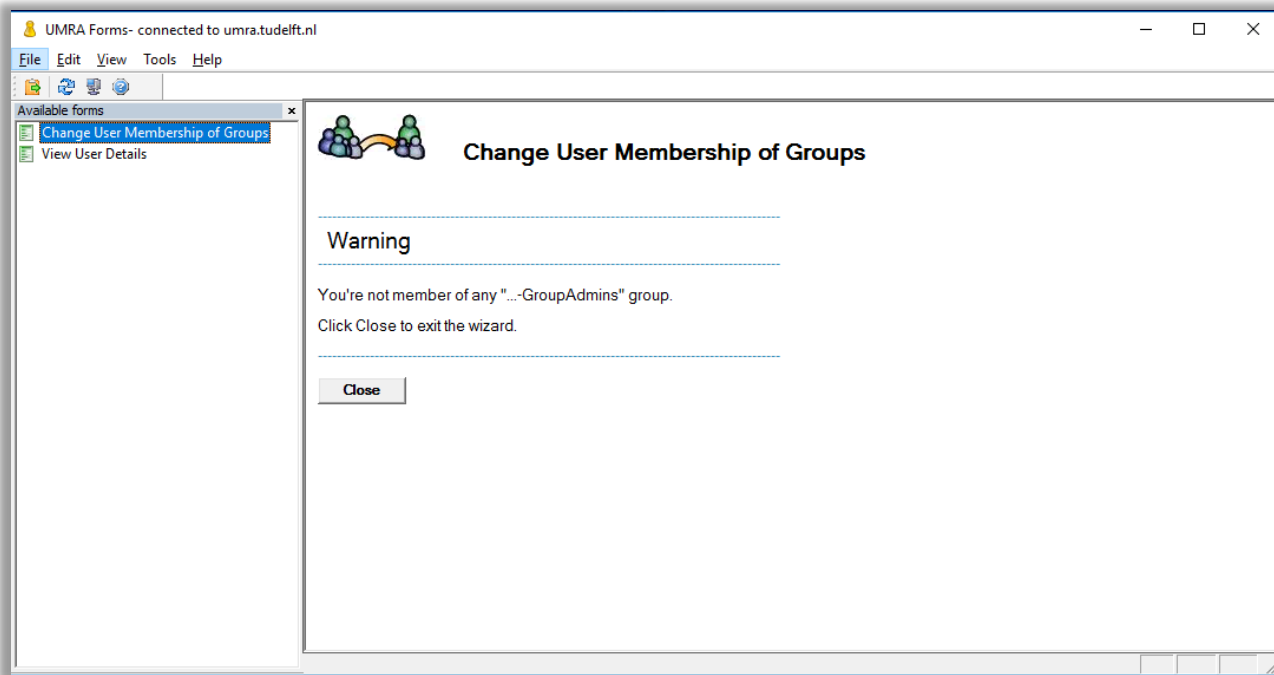 UMRA Forms- connected to umra.tudelft.nl
File Edit View Tools Help
Available forms
Change User Membership of Groups
View User Details
Change User Membership of Groups
Warning
You're not member of any "...-GroupAdmins" group.
Click Close to exit the wizard.
Close